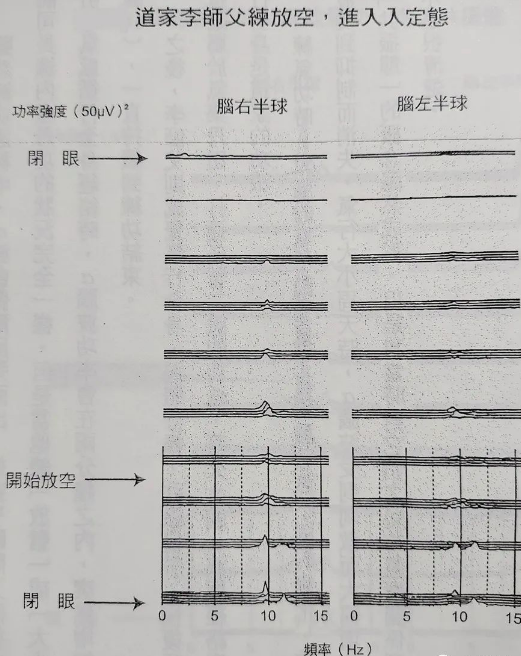 道家李師父練放空，進入入定態
功率強度（50μV）²
腦右半球
腦左半球
閉 眼
開始放空
閉 眼
0 5 10 15 0 5 10 15
頻率（Hz）